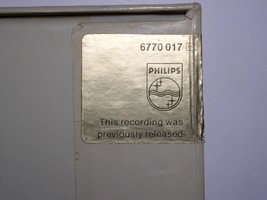 6770 017
PHILIPS
This recording was
previously released